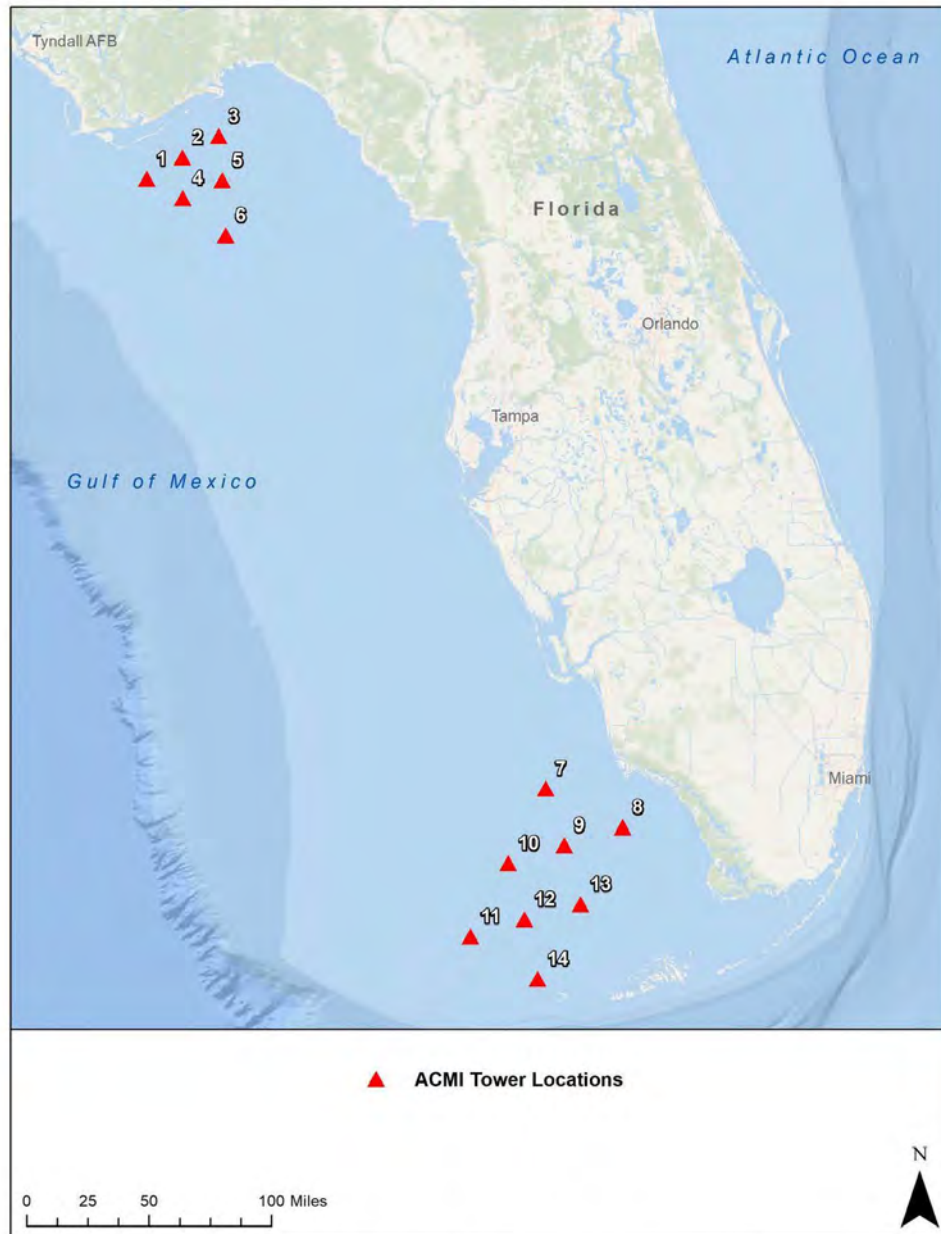 Tyndall AFB
Atlantic Ocean
3
2
1
5
4
6
Florida
Orlando
Tampa
Gulf of Mexico
7
Miami
8
9
10
13
12
11
14
ACMI Tower Locations
N
0 25 50 100 Miles